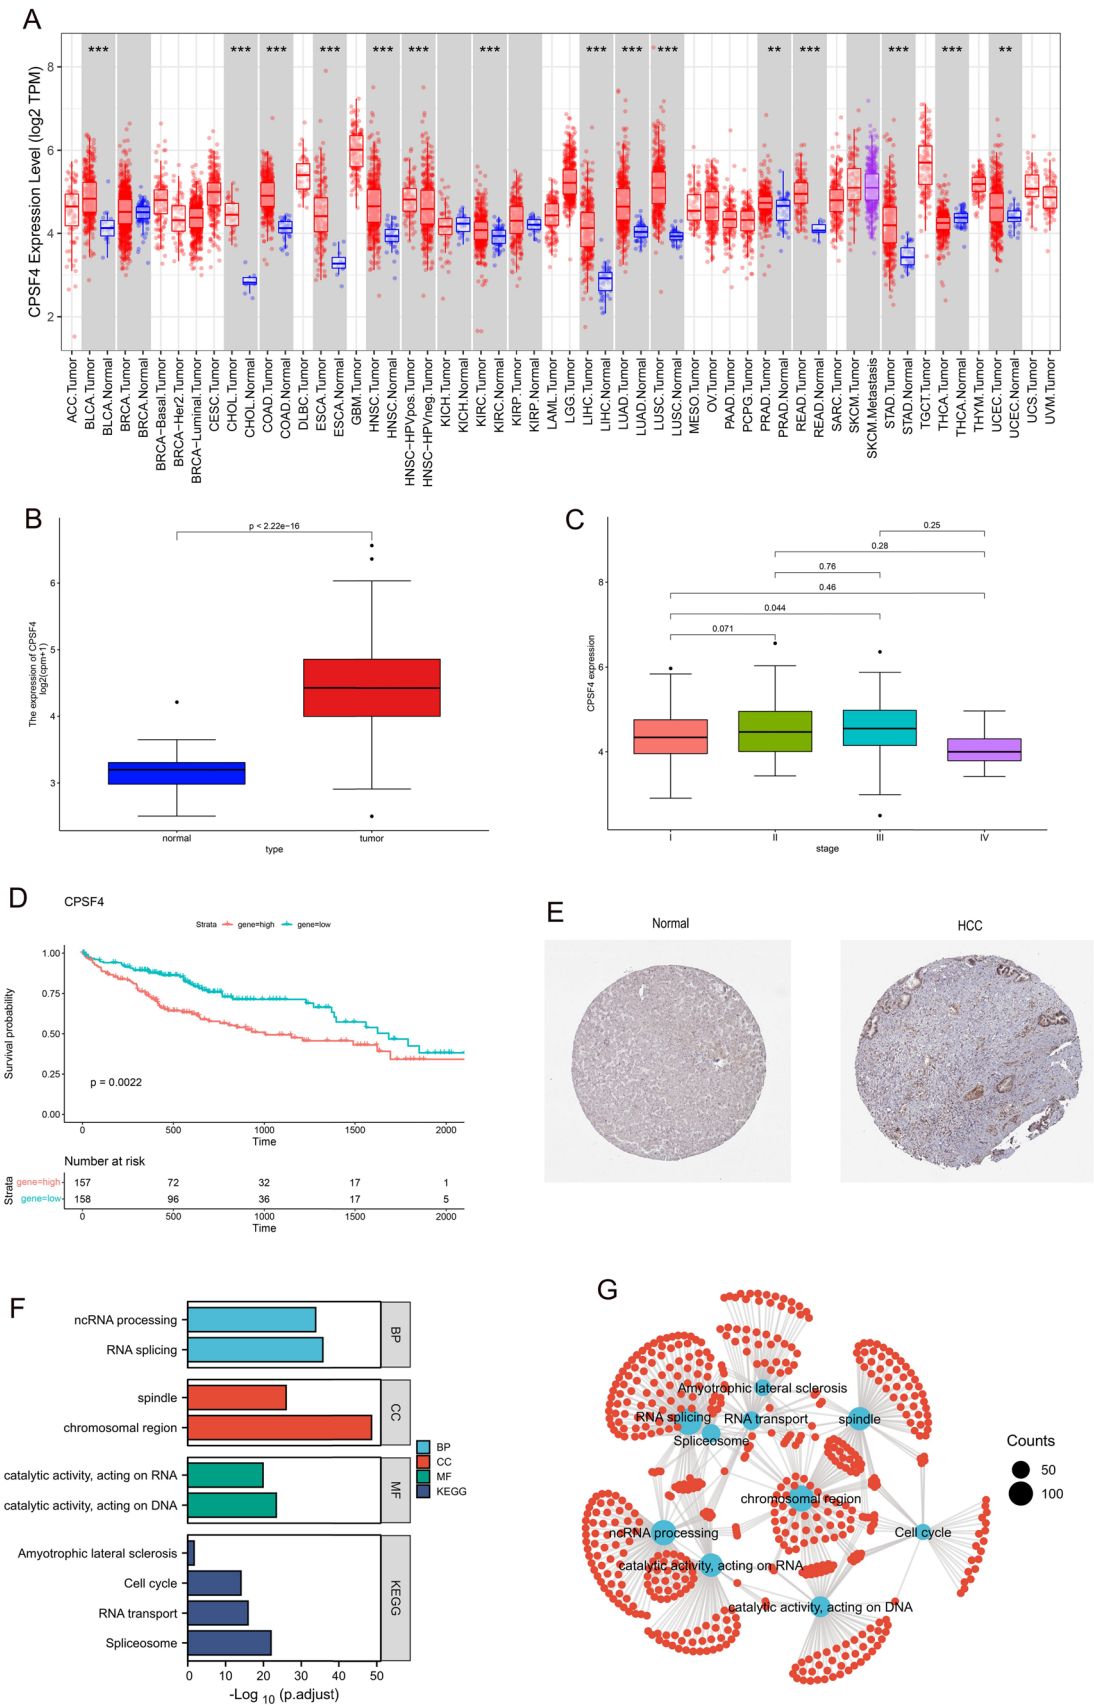 A
CPSF4 Expression Level (log2 TPM)
*** *** *** *** *** *** *** *** *** *** ** *** *** *** **
8
6
4
2
ACC.Tumor
BLCA.Tumor
BLCA.Normal
BRCA.Tumor
BRCA.Normal
BRCA−Basal.Tumor
BRCA−Her2.Tumor
BRCA−Luminal.Tumor
CESC.Tumor
CHOL.Tumor
CHOL.Normal
COAD.Tumor
COAD.Normal
DLBC.Tumor
ESCA.Tumor
ESCA.Normal
GBM.Tumor
HNSC.Tumor
HNSC.Normal
HNSC−HPVpos.Tumor
HNSC−HPVneg.Tumor
KICH.Tumor
KICH.Normal
KIRC.Tumor
KIRC.Normal
KIRP.Tumor
KIRP.Normal
LAML.Tumor
LGG.Tumor
LIHC.Tumor
LIHC.Normal
LUAD.Tumor
LUAD.Normal
LUSC.Tumor
LUSC.Normal
MESO.Tumor
OV.Tumor
PAAD.Tumor
PCPG.Tumor
PRAD.Tumor
PRAD.Normal
READ.Tumor
READ.Normal
SARC.Tumor
SKCM.Tumor
SKCM.Metastasis
STAD.Tumor
STAD.Normal
TGCT.Tumor
THCA.Tumor
THCA.Normal
THYM.Tumor
UCEC.Tumor
UCEC.Normal
UCS.Tumor
UVM.Tumor
B
The expression of CPSF4
log2(cpm+1)
p < 2.22e−16
6
5
4
3
normal tumor
type
C
CPSF4 expression
0.25
0.28
0.76
0.46
0.044
0.071
8
6
4
I II III IV
stage
D
CPSF4
Strata gene=high gene=low
Survival probability
1.00
0.75
0.50
0.25
0.00
p = 0.0022
0 500 1000 1500 2000
Time
Number at risk
Strata
gene=high 157 72 32 17 1
gene=low 158 96 36 17 5
0 500 1000 1500 2000
Time
E
Normal HCC
F
ncRNA processing
RNA splicing
BP
spindle
chromosomal region
CC
catalytic activity, acting on RNA
catalytic activity, acting on DNA
MF
Amyotrophic lateral sclerosis
Cell cycle
RNA transport
Spliceosome
KEGG
0 10 20 30 40 50
-Log 10 (p.adjust)
BP
CC
MF
KEGG
G
Amyotrophic lateral sclerosis
RNA splicing RNA transport spindle
Spliceosome
chromosomal region
ncRNA processing Cell cycle
catalytic activity, acting on RNA
catalytic activity, acting on DNA
Counts
50
100